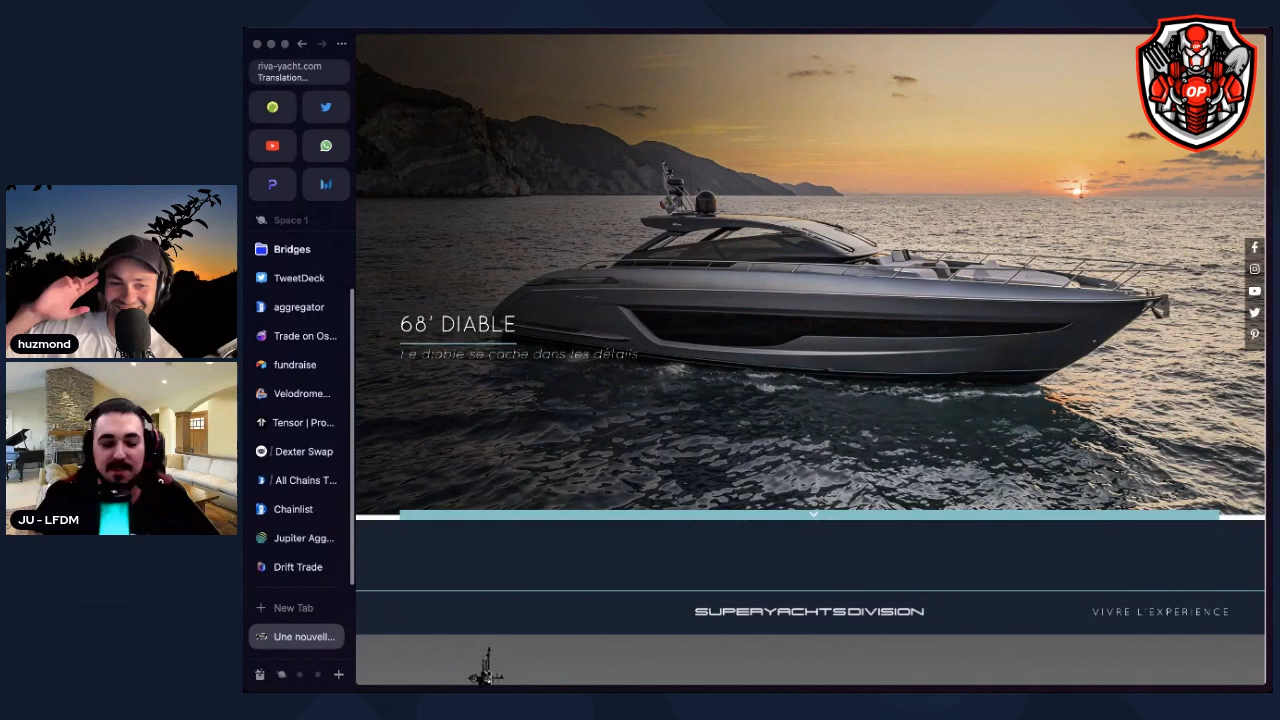 riva-yacht.com
Translation...
Space 1
Bridges
TweetDeck
aggregator
Trade on Os...
fundraise
Velodrome...
Tensor | Pro...
/ Dexter Swap
/ All Chains T...
Chainlist
Jupiter Agg...
Drift Trade
+ New Tab
Une nouvell...
huzmond
JU - LFDM
68' DIABLE
Le diable se cache dans les détails
SUPERYACHTSDIVISION
VIVRE L'EXPERIENCE
OP
OP